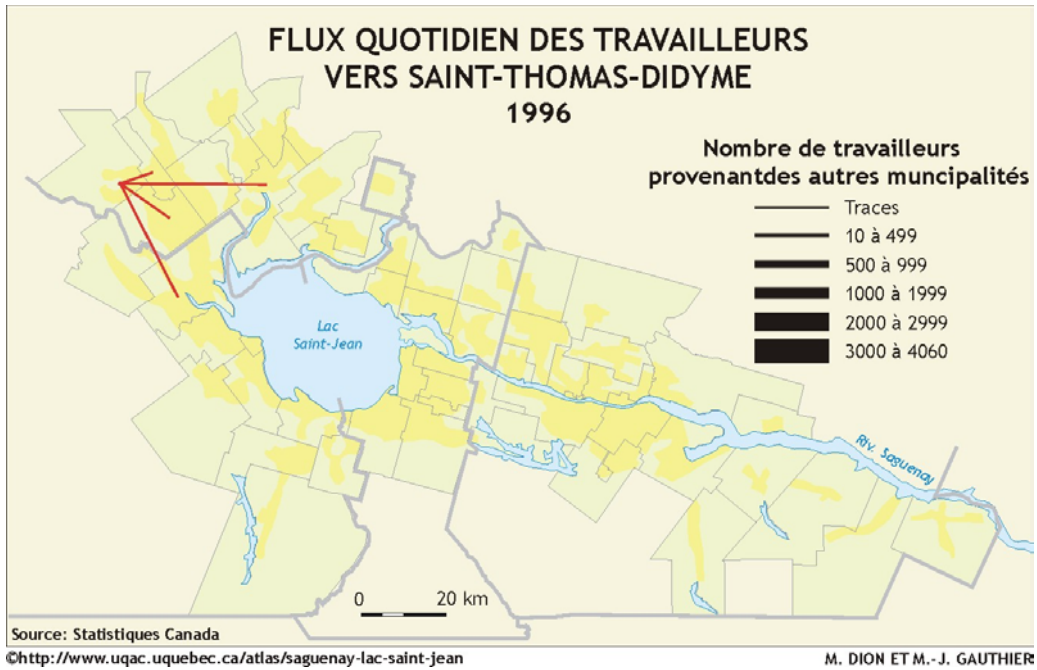 FLUX QUOTIDIEN DES TRAVAILLEURS
VERS SAINT-THOMAS-DIDYME
1996
Nombre de travailleurs
provenantdes autres muncipalités
Traces
10 à 499
500 à 999
1000 à 1999
2000 à 2999
3000 à 4060
Lac
Saint-Jean
Riv. Saguenay
0 20 km
Source: Statistiques Canada
©http://www.uqac.uquebec.ca/atlas/saguenay-lac-saint-jean
M. DION ET M.-J. GAUTHIER